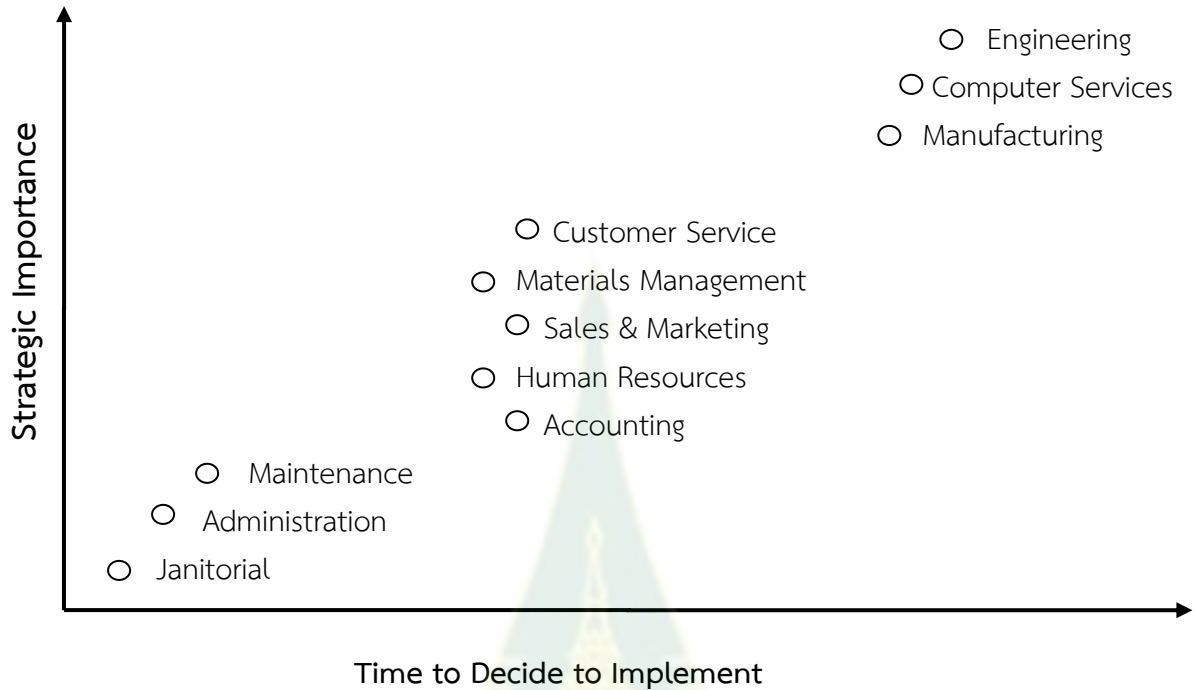 Engineering
Computer Services
Manufacturing
Strategic Importance
Customer Service
Materials Management
Sales & Marketing
Human Resources
Accounting
Maintenance
Administration
Janitorial
Time to Decide to Implement